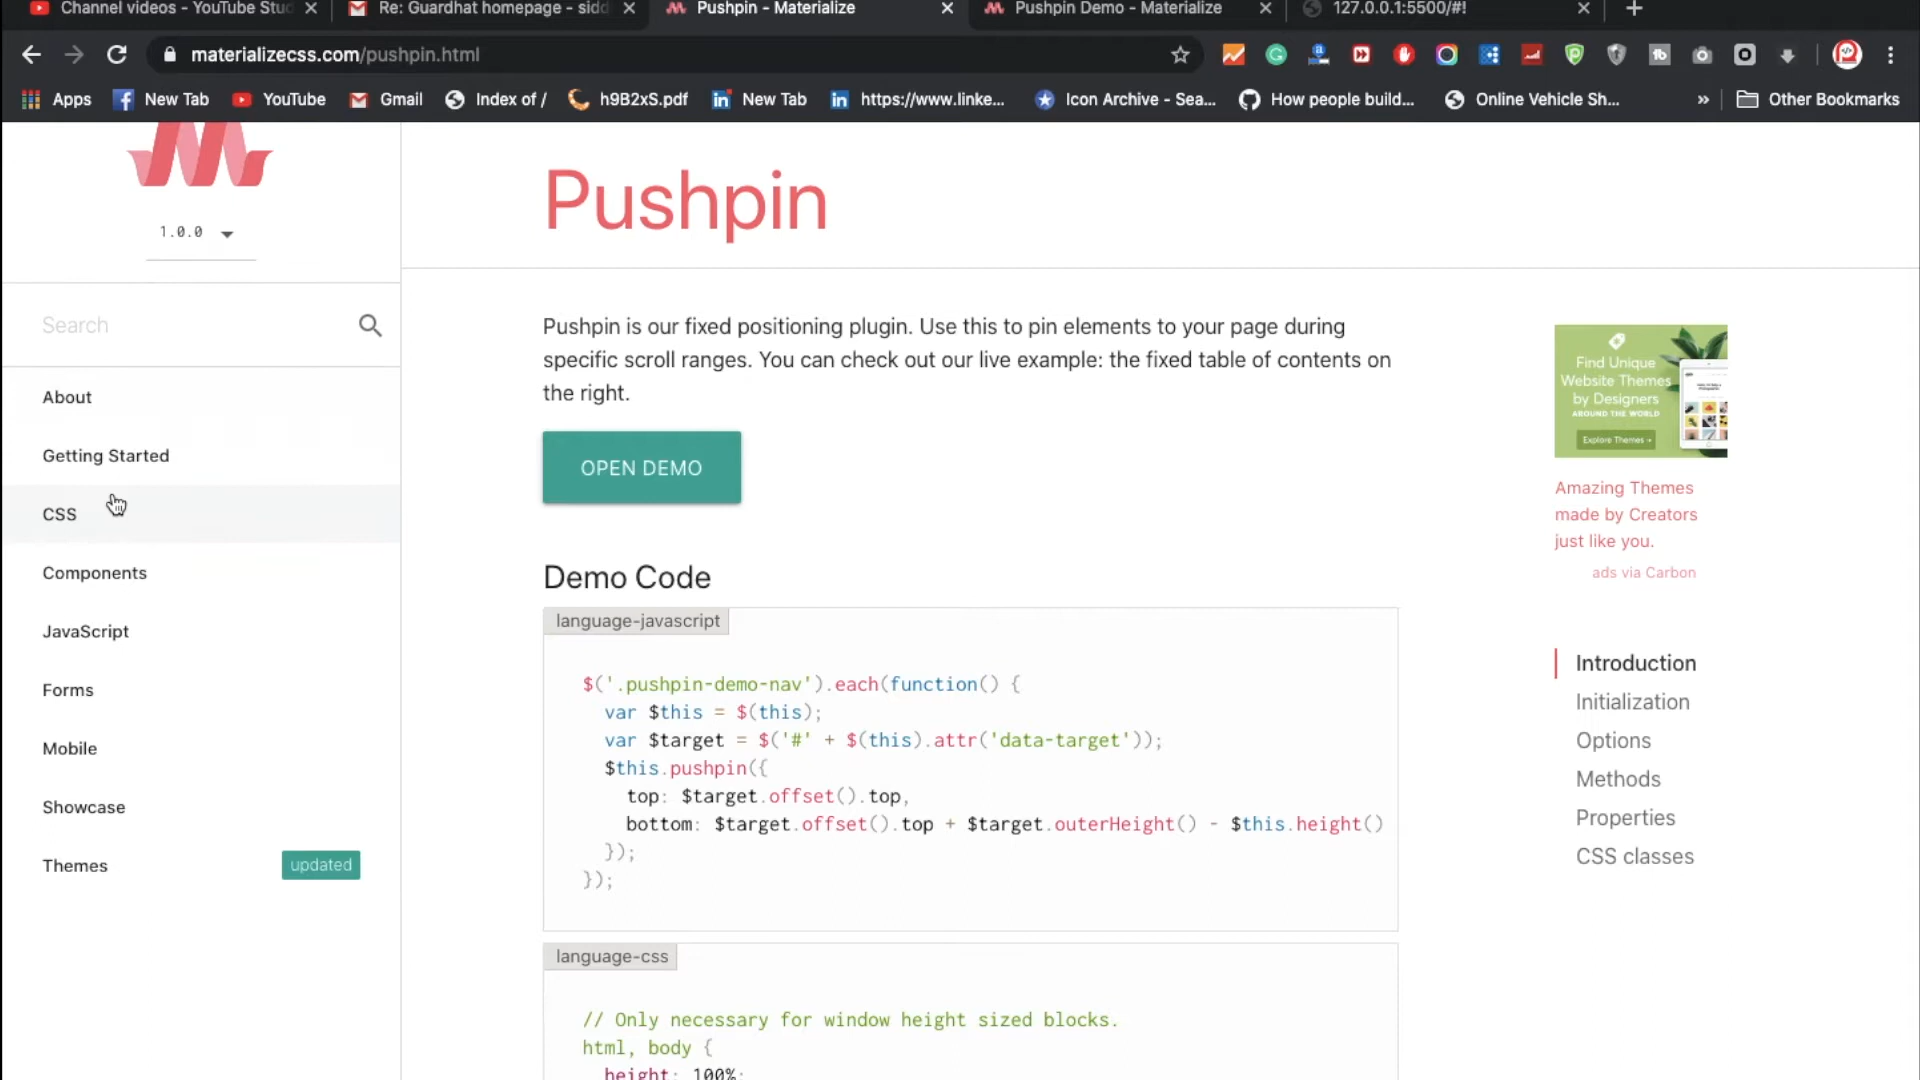 Channel videos - YouTube Stud
Re: Guardhat homepage - sidd
Pushpin - Materialize
Pushpin Demo - Materialize
127.0.0.1:5500/#!
materializecss.com/pushpin.html
Apps
New Tab
YouTube
Gmail
Index of /
h9B2xS.pdf
New Tab
https://www.linke...
Icon Archive - Sea...
How people build...
Online Vehicle Sh...
»
Other Bookmarks
1.0.0
Search
About
Getting Started
CSS
Components
JavaScript
Forms
Mobile
Showcase
Themes
updated
Pushpin
Pushpin is our fixed positioning plugin. Use this to pin elements to your page during
specific scroll ranges. You can check out our live example: the fixed table of contents on
the right.
OPEN DEMO
Demo Code
language-javascript
$('.pushpin-demo-nav').each(function() {
var $this = $(this);
var $target = $('#' + $(this).attr('data-target'));
$this.pushpin({
top: $target.offset().top,
bottom: $target.offset().top + $target.outerHeight() - $this.height()
});
});
language-css
// Only necessary for window height sized blocks.
html, body {
height: 100%;
Find Unique
Website Themes
by Designers
AROUND THE WORLD
Explore Themes →
Amazing Themes
made by Creators
just like you.
ads via Carbon
Introduction
Initialization
Options
Methods
Properties
CSS classes